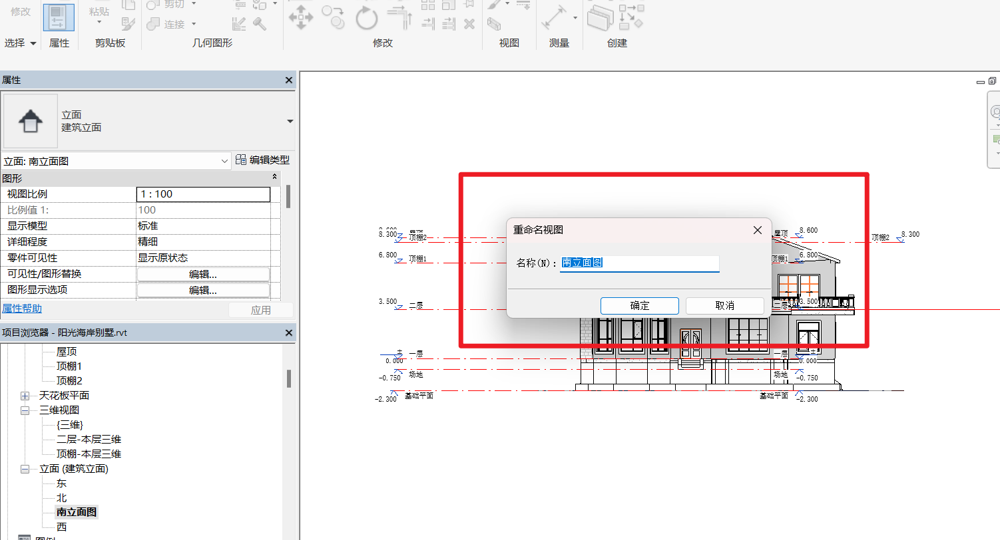 修改
粘贴
剪切
连接
选择
属性
剪贴板
几何图形
修改
视图
测量
创建
属性
立面
建筑立面
立面: 南立面图
编辑类型
图形
视图比例 1 : 100
比例值 1: 100
显示模型 标准
详细程度 精细
零件可见性 显示原状态
可见性/图形替换 编辑...
图形显示选项 编辑...
属性帮助
应用
项目浏览器 - 阳光海岸别墅.rvt
屋顶
顶棚1
顶棚2
天花板平面
三维视图
{三维}
二层-本层三维
顶棚-本层三维
立面 (建筑立面)
东
北
南立面图
西
重命名视图
名称(N):
南立面图
确定
取消
8.300 顶棚2
6.800 顶棚1
3.500 二层
0.000 一层
-0.750 场地
-2.300 基础平面
屋顶 8.600
顶棚2 8.300
顶棚1 6.800
二层 3.500
一层 0.000
场地 -0.750
基础平面 -2.300